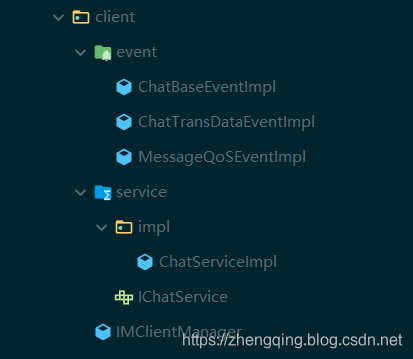 client
event
ChatBaseEventImpl
ChatTransDataEventImpl
MessageQoSEventImpl
service
impl
ChatServiceImpl
IChatService
IMClientManager
https://zhengqing.blog.csdn.net